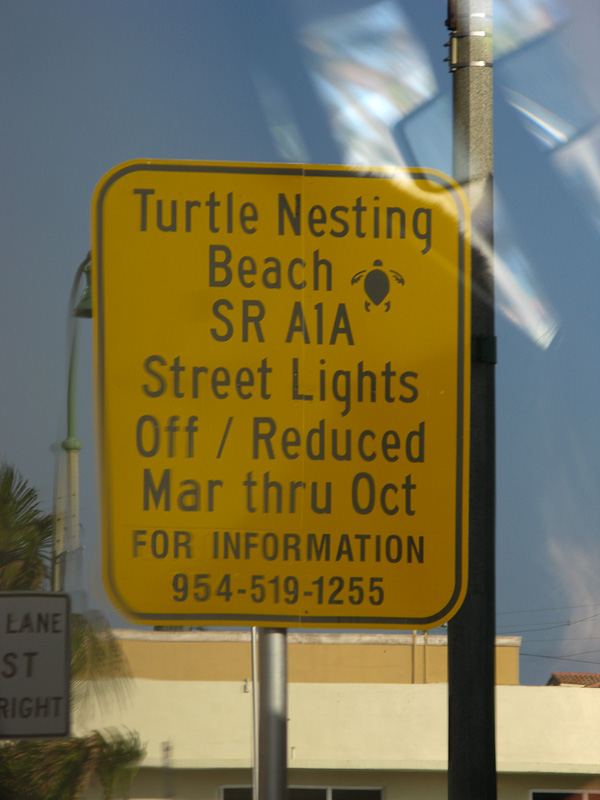 Turtle Nesting
Beach
SR A1A
Street Lights
Off / Reduced
Mar thru Oct
FOR INFORMATION
954-519-1255
LANE
ST
RIGHT